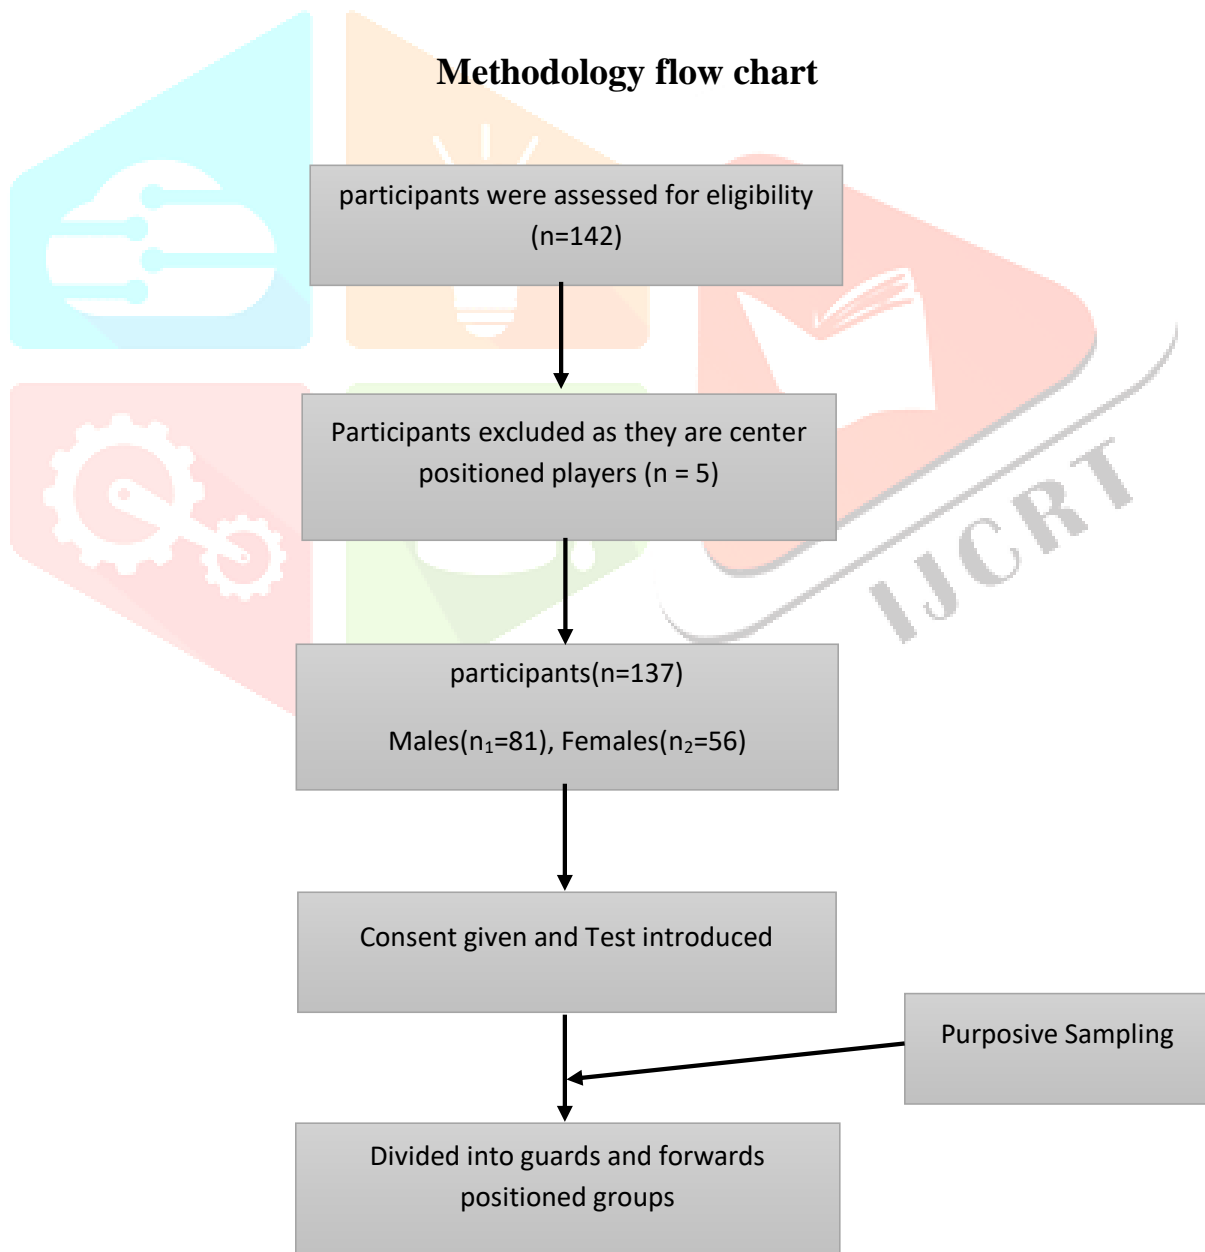 Methodology flow chart
participants were assessed for eligibility
(n=142)
Participants excluded as they are center
positioned players (n = 5)
participants(n=137)
Males(n₁=81), Females(n₂=56)
IJCRT
Consent given and Test introduced
Purposive Sampling
Divided into guards and forwards
positioned groups